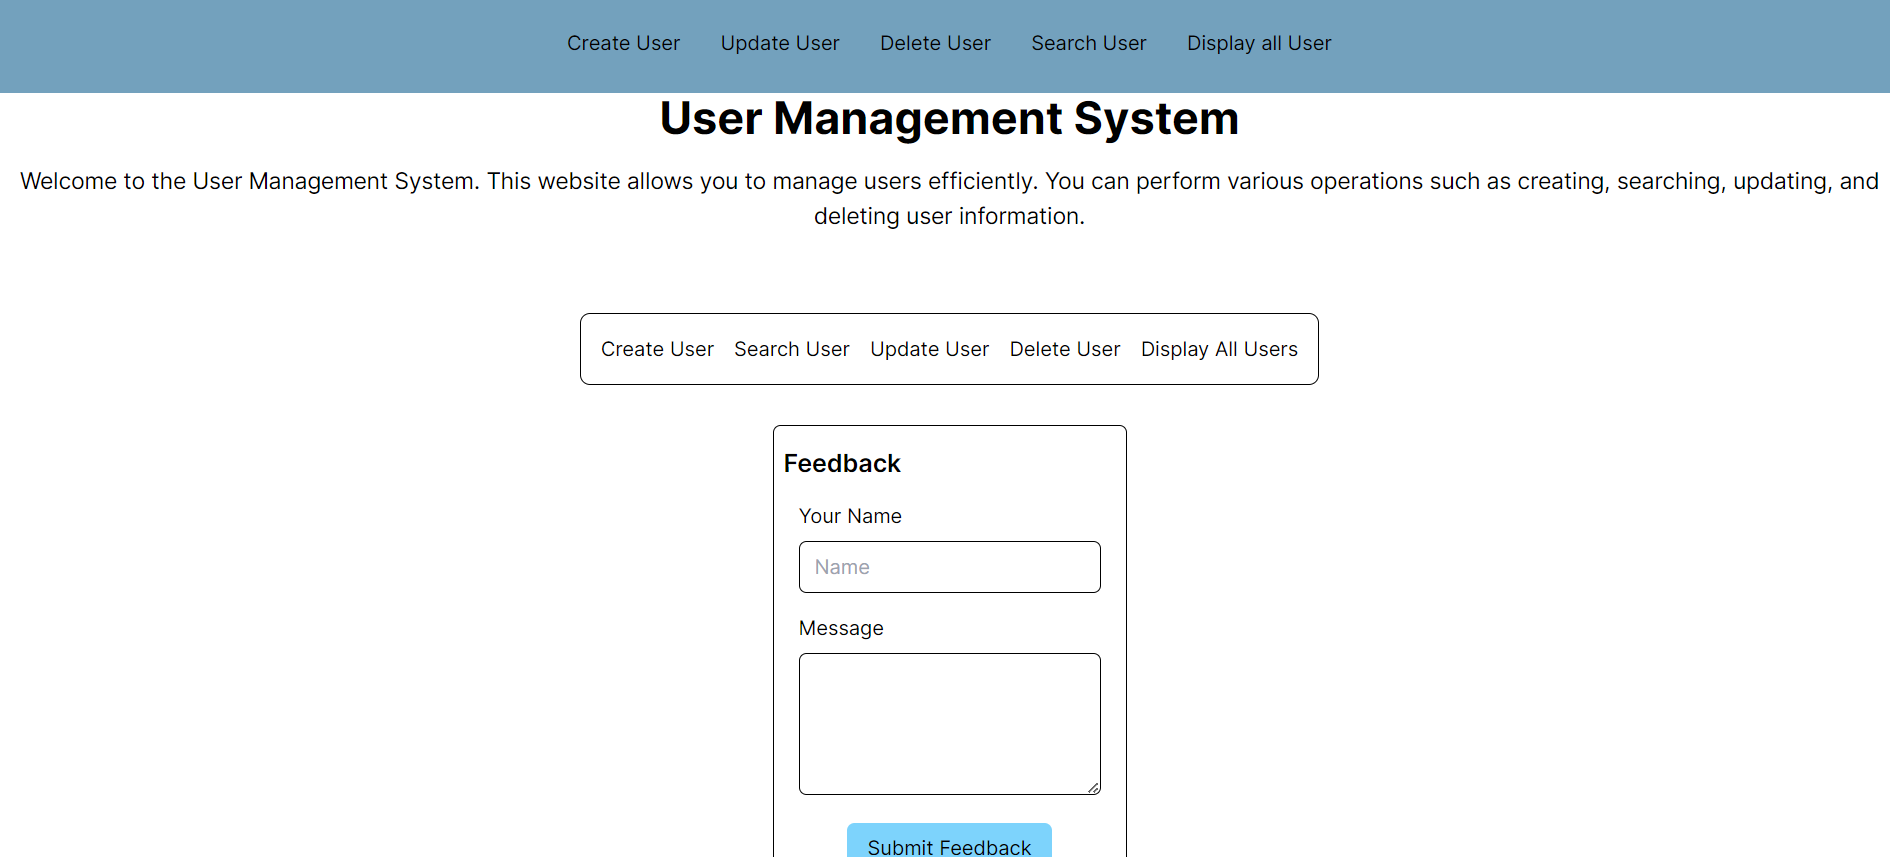 Create User Update User Delete User Search User Display all User
User Management System
Welcome to the User Management System. This website allows you to manage users efficiently. You can perform various operations such as creating, searching, updating, and
deleting user information.
Create User Search User Update User Delete User Display All Users
Feedback
Your Name
Name
Message
Submit Feedback